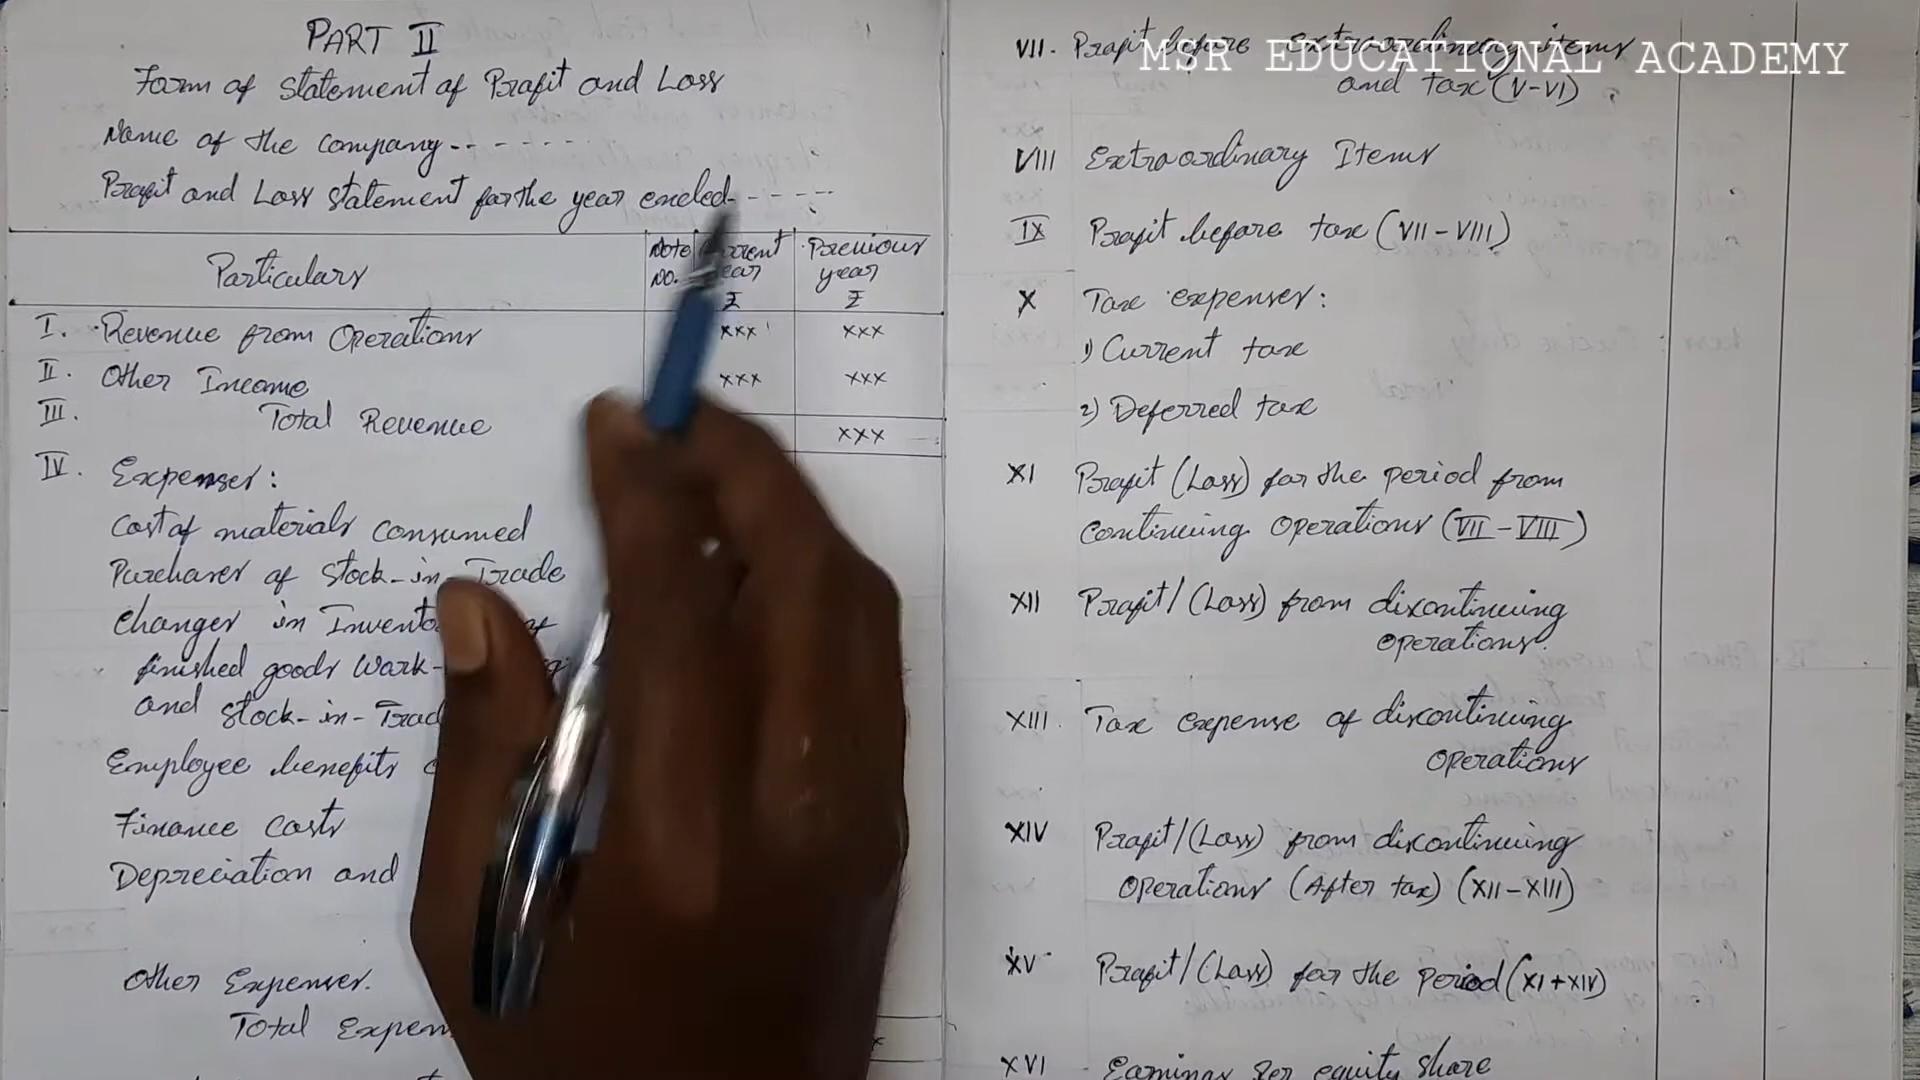 PART II
Form of Statement of Profit and Loss
Name of the company - - - - - - -
Profit and Loss Statement for the year ended - - - - -
Particulars
Note No.
Current year ₹
Previous year ₹
I. Revenue from Operations xxx xxx
II. Other Income xxx xxx
III. Total Revenue xxx
IV. Expenses:
Cost of materials consumed
Purchases of Stock-in-Trade
Changes in
finished goods Work-
and Stock-in-
Employee benefits
Finance Costs
Depreciation and
Other Expenses.
Total
MSR EDUCATIONAL ACADEMY
VII. Profit before extraordinary items
and tax (V-VI)
VIII Extraordinary Items
IX Profit before tax (VII-VIII)
X Tax expenses:
1) Current tax
2) Deferred tax
XI Profit (Loss) for the period from
Continuing Operations (VII-VIII)
XII Profit/(Loss) from discontinuing
Operations.
XIII. Tax expense of discontinuing
Operations
XIV Profit/(Loss) from discontinuing
Operations (After tax) (XII-XIII)
XV Profit/(Loss) for the Period (XI+XIV)
XVI Earnings Per equity share